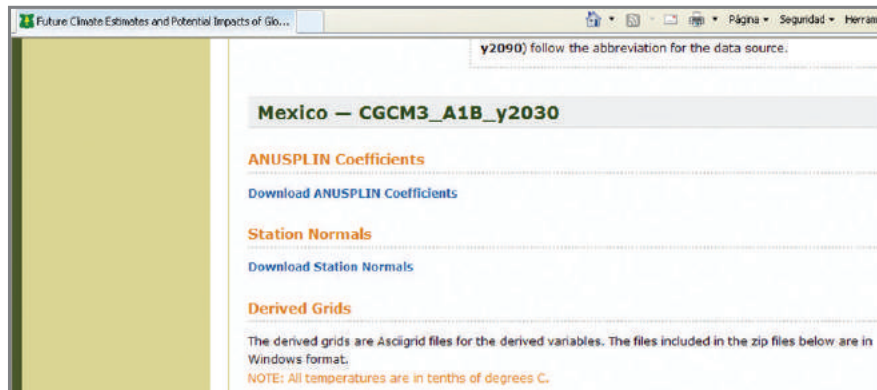 Future Climate Estimates and Potential Impacts of Glo...
Página Seguridad Herram
y2090) follow the abbreviation for the data source.
Mexico — CGCM3_A1B_y2030
ANUSPLIN Coefficients
Download ANUSPLIN Coefficients
Station Normals
Download Station Normals
Derived Grids
The derived grids are Asciigrid files for the derived variables. The files included in the zip files below are in
Windows format.
NOTE: All temperatures are in tenths of degrees C.